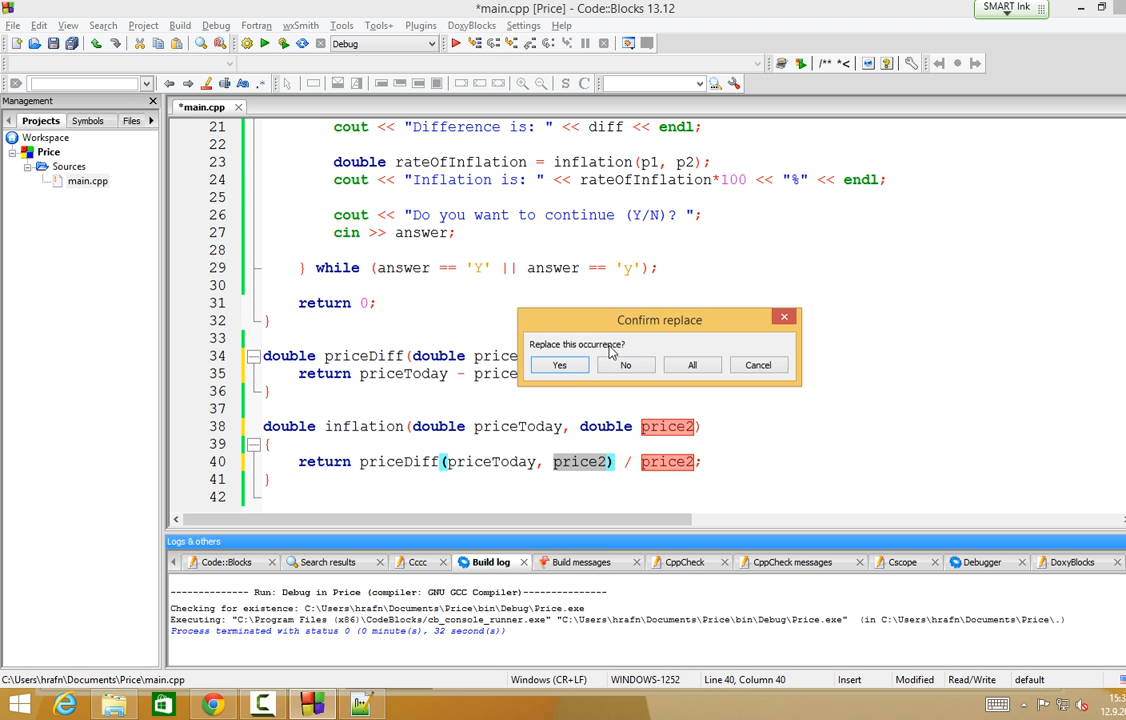 *main.cpp [Price] - Code::Blocks 13.12
SMART Ink
File Edit View Search Project Build Debug Fortran wxSmith Tools Tools+ Plugins DoxyBlocks Settings Help
Debug
/** *<
S C
Management
*main.cpp
Projects Symbols Files
Workspace
Price
Sources
main.cpp
21 cout << "Difference is: " << diff << endl;
22
23 double rateOfInflation = inflation(p1, p2);
24 cout << "Inflation is: " << rateOfInflation*100 << "%" << endl;
25
26 cout << "Do you want to continue (Y/N)? ";
27 cin >> answer;
28
29 } while (answer == 'Y' || answer == 'y');
30
31 return 0;
32 }
33
34 double priceDiff(double price
35 return priceToday - price
36 }
37
38 double inflation(double priceToday, double price2)
39 {
40 return priceDiff(priceToday, price2) / price2;
41 }
42
Confirm replace
Replace this occurrence?
Yes No All Cancel
Logs & others
Code::Blocks Search results Cccc Build log Build messages CppCheck CppCheck messages Cscope Debugger DoxyBlocks
-------------- Run: Debug in Price (compiler: GNU GCC Compiler)---------------
Checking for existence: C:\Users\hrafn\Documents\Price\bin\Debug\Price.exe
Executing: "C:\Program Files (x86)\CodeBlocks/cb_console_runner.exe" "C:\Users\hrafn\Documents\Price\bin\Debug\Price.exe" (in C:\Users\hrafn\Documents\Price\.)
Process terminated with status 0 (0 minute(s), 32 second(s))
C:\Users\hrafn\Documents\Price\main.cpp Windows (CR+LF) WINDOWS-1252 Line 40, Column 40 Insert Modified Read/Write default
15:3
12.9.20